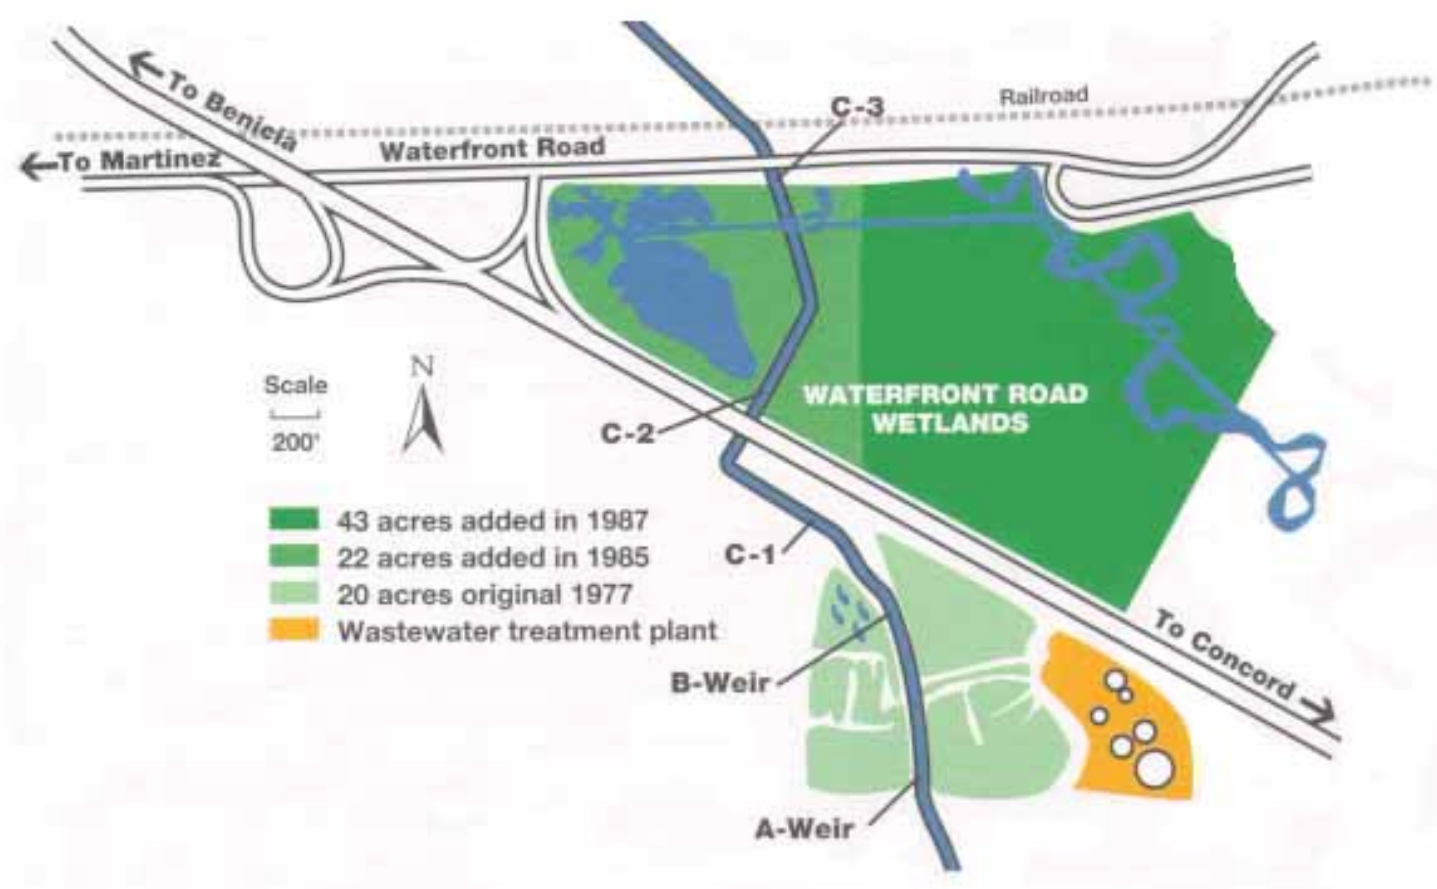 To Benicia
C-3
Railroad
To Martinez
Waterfront Road
N
Scale
200'
WATERFRONT ROAD
WETLANDS
C-2
43 acres added in 1987
22 acres added in 1985
20 acres original 1977
Wastewater treatment plant
C-1
To Concord
B-Weir
A-Weir